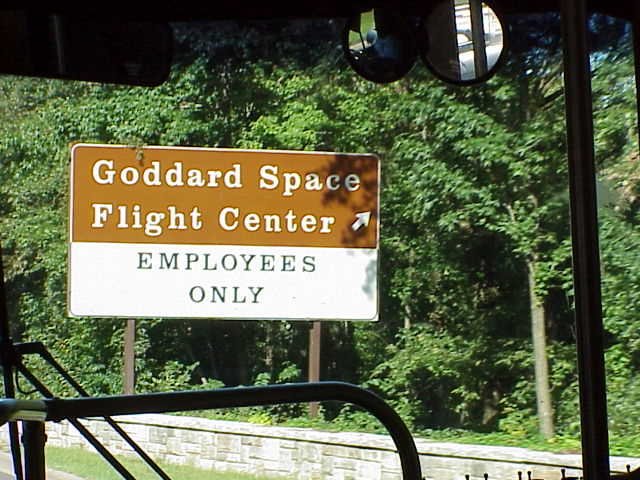 Goddard Space
Flight Center
EMPLOYEES
ONLY